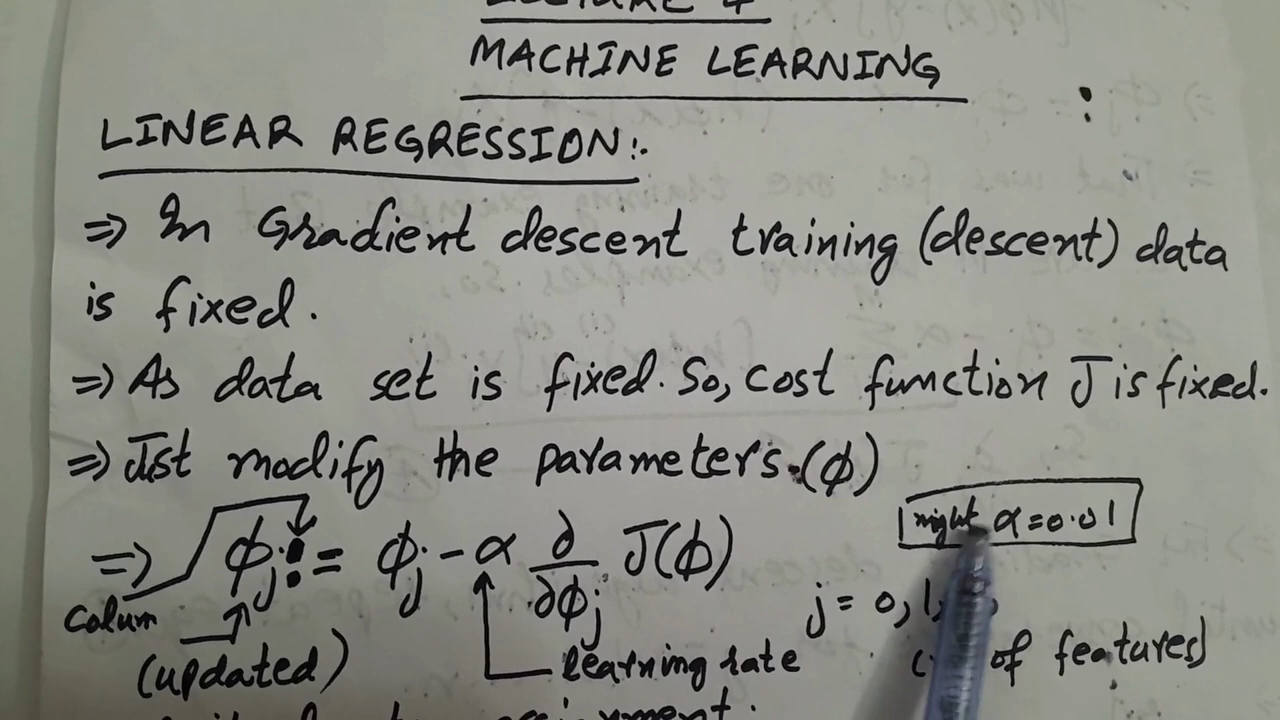 MACHINE LEARNING
LINEAR REGRESSION:-
⇒ In Gradient descent training (descent) data
is fixed.
⇒ As data set is fixed. So, cost function J is fixed.
⇒ Jst modify the parameters.(ϕ)
right α = 0.01
⇒ ϕj := ϕj - α ∂/∂ϕj J(ϕ)
j = 0, 1,
Colum
(updated)
learning rate
of features)